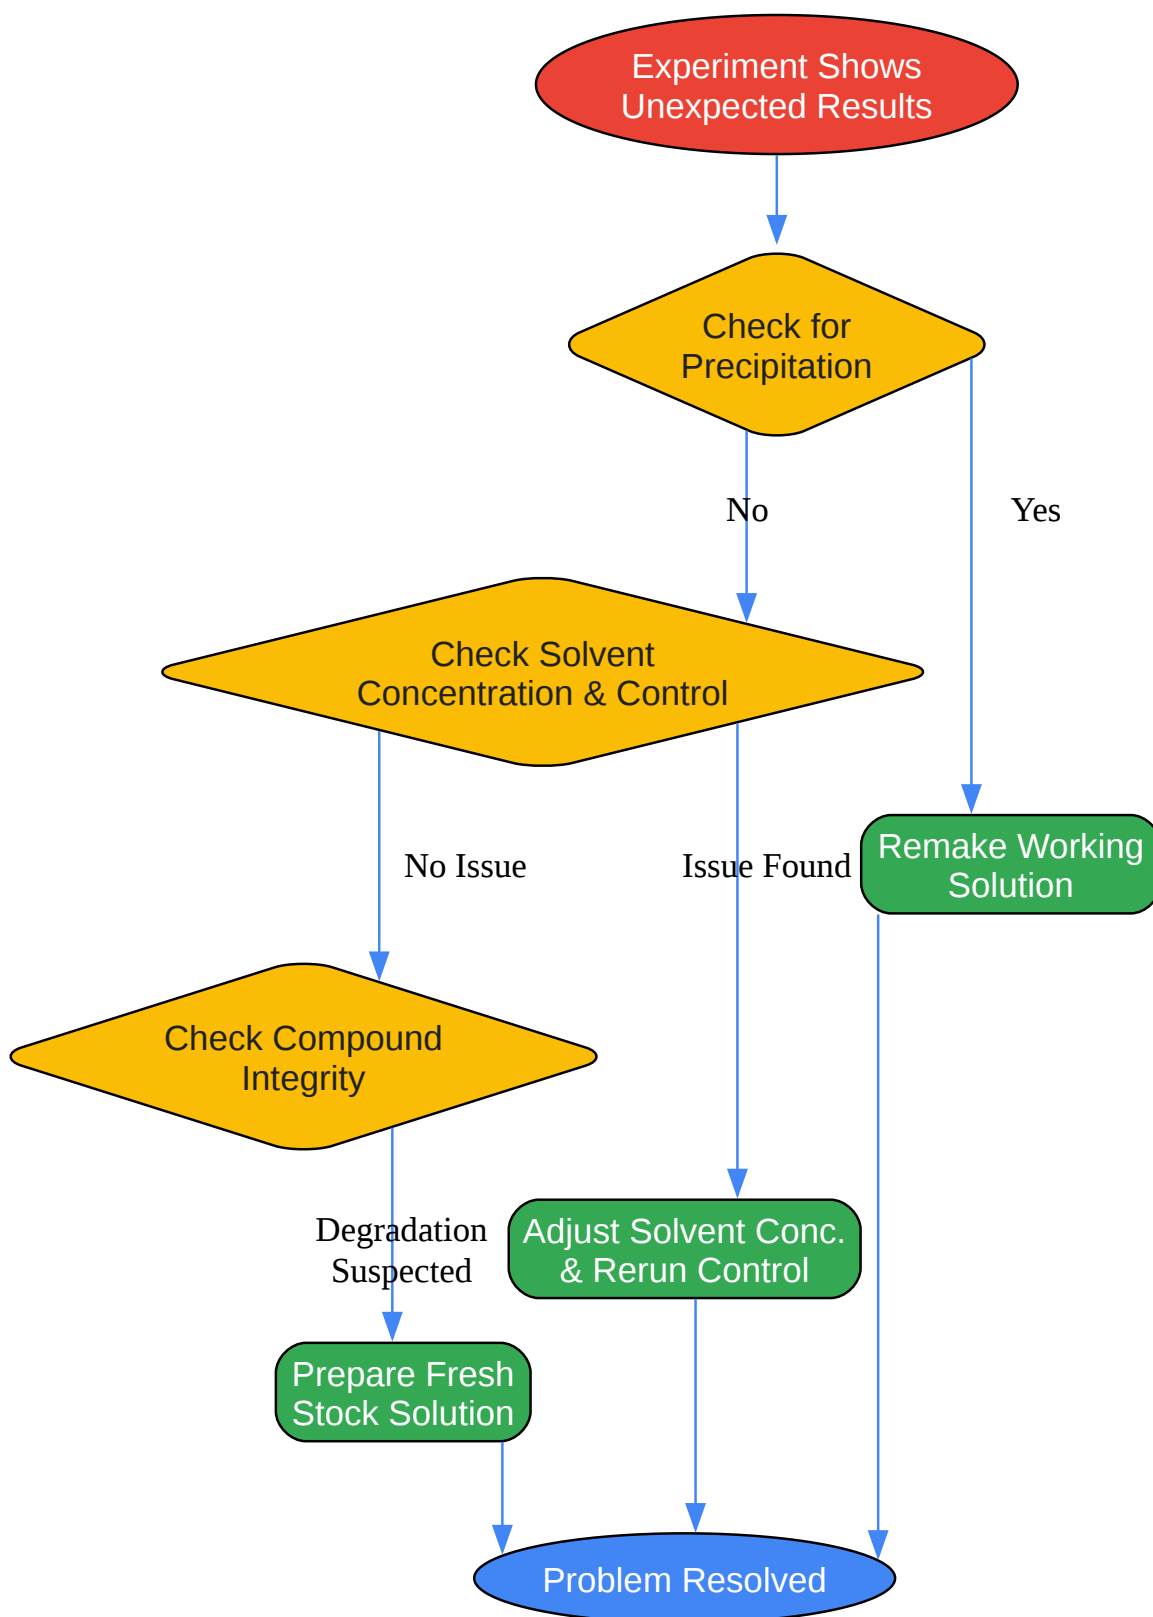 Experiment Shows
Unexpected Results
Check for
Precipitation
No
Yes
Check Solvent
Concentration & Control
No Issue
Issue Found
Remake Working
Solution
Check Compound
Integrity
Degradation
Suspected
Adjust Solvent Conc.
& Rerun Control
Prepare Fresh
Stock Solution
Problem Resolved